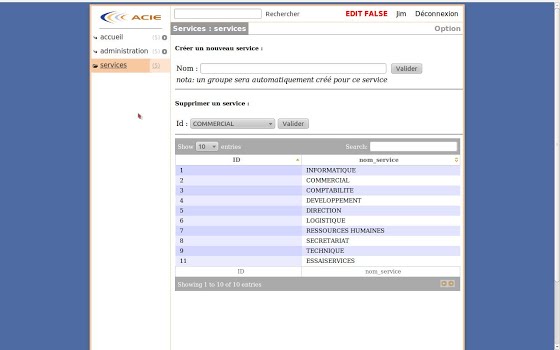 ACIE
Rechercher
EDIT FALSE
Jim
Déconnexion
accueil
administration
services
Services : services
Option
Créer un nouveau service :
Nom :
Valider
nota: un groupe sera automatiquement créé pour ce service
Supprimer un service :
Id :
COMMERCIAL
Valider
Show 10 entries
Search:
ID nom_service
1 INFORMATIQUE
2 COMMERCIAL
3 COMPTABILITE
4 DEVELOPPEMENT
5 DIRECTION
6 LOGISTIQUE
7 RESSOURCES HUMAINES
8 SECRETARIAT
9 TECHNIQUE
11 ESSAISERVICES
ID nom_service
Showing 1 to 10 of 10 entries